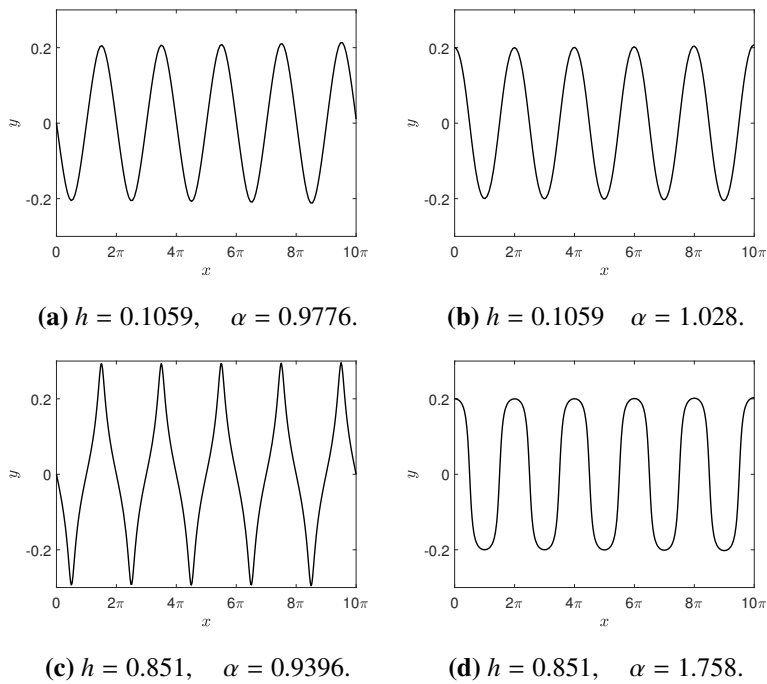 0.2
0
-0.2
y
0 2π 4π 6π 8π 10π
x
(a) h = 0.1059, α = 0.9776.
0.2
0
-0.2
y
0 2π 4π 6π 8π 10π
x
(b) h = 0.1059 α = 1.028.
0.2
0
-0.2
y
0 2π 4π 6π 8π 10π
x
(c) h = 0.851, α = 0.9396.
0.2
0
-0.2
y
0 2π 4π 6π 8π 10π
x
(d) h = 0.851, α = 1.758.